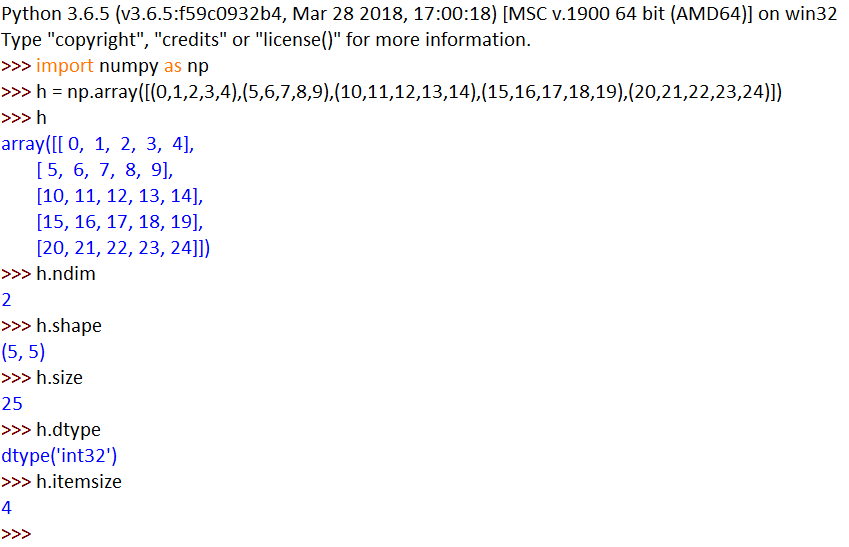 Python 3.6.5 (v3.6.5:f59c0932b4, Mar 28 2018, 17:00:18) [MSC v.1900 64 bit (AMD64)] on win32
Type "copyright", "credits" or "license()" for more information.
>>> import numpy as np
>>> h = np.array([(0,1,2,3,4),(5,6,7,8,9),(10,11,12,13,14),(15,16,17,18,19),(20,21,22,23,24)])
>>> h
array([[ 0,  1,  2,  3,  4],
       [ 5,  6,  7,  8,  9],
       [10, 11, 12, 13, 14],
       [15, 16, 17, 18, 19],
       [20, 21, 22, 23, 24]])
>>> h.ndim
2
>>> h.shape
(5, 5)
>>> h.size
25
>>> h.dtype
dtype('int32')
>>> h.itemsize
4
>>>